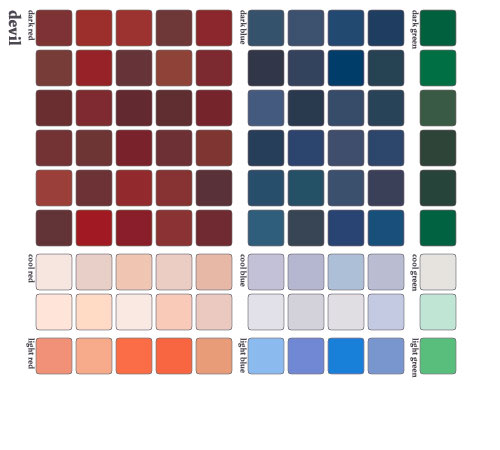 devil
dark red
dark blue
dark green
cool red
cool blue
cool green
light red
light blue
light green